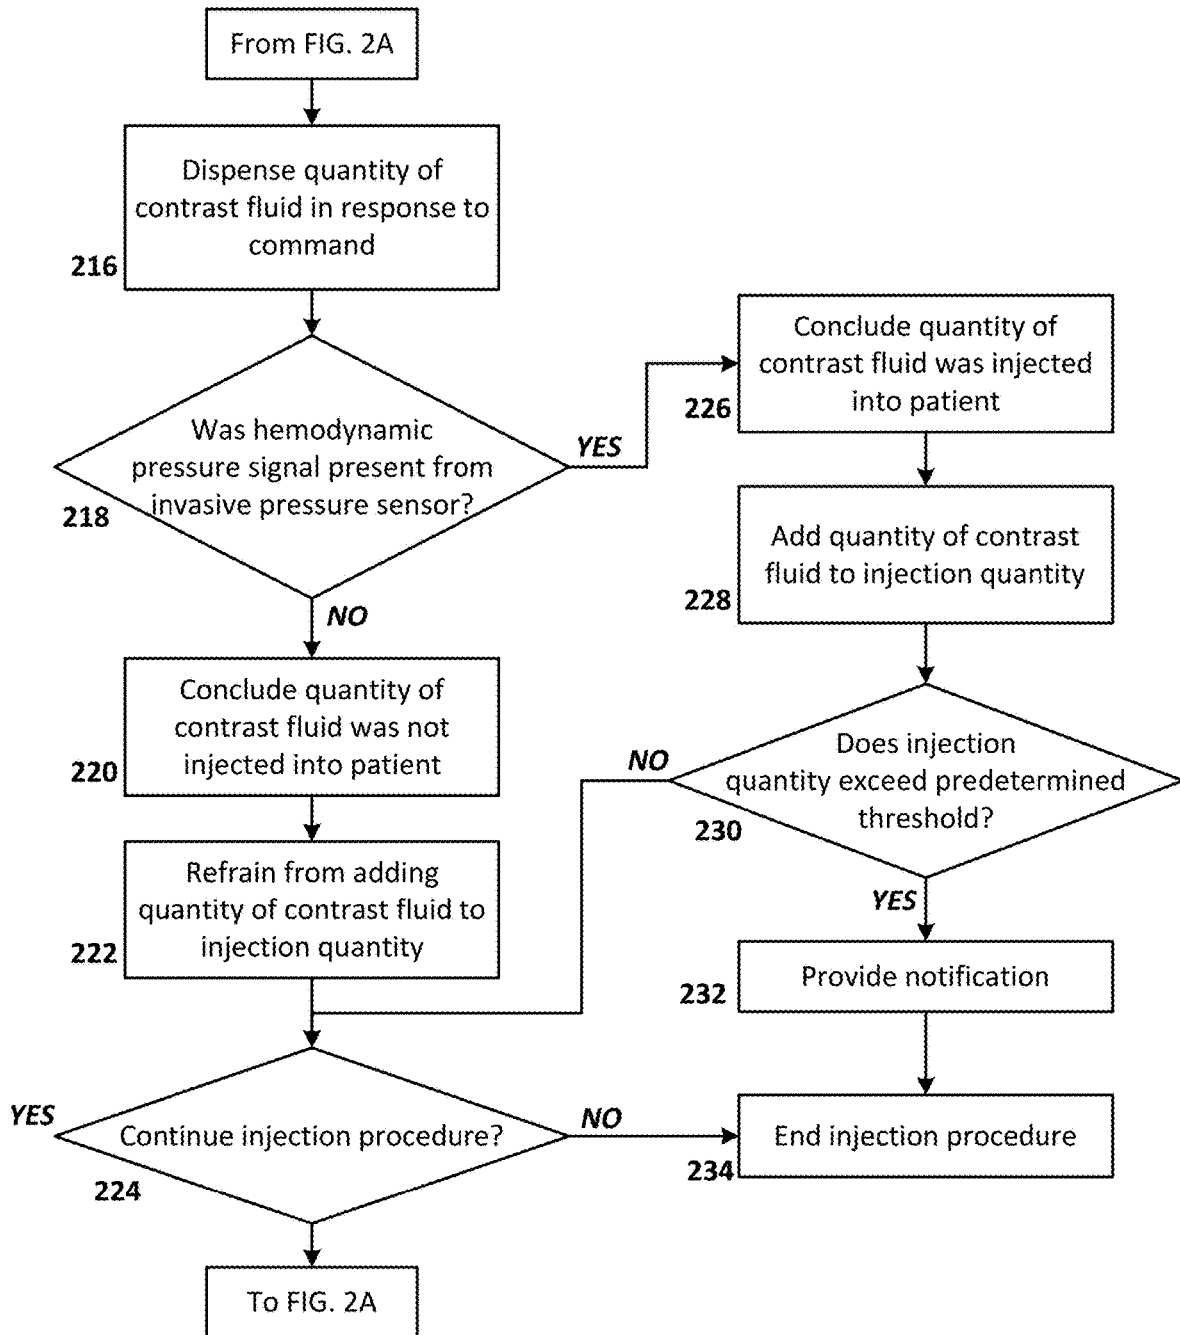 From FIG. 2A
Dispense quantity of
contrast fluid in response to
command
216
Was hemodynamic
pressure signal present from
invasive pressure sensor?
218
YES
NO
Conclude quantity of
contrast fluid was injected
into patient
226
Add quantity of contrast
fluid to injection quantity
228
Conclude quantity of
contrast fluid was not
injected into patient
220
Does injection
quantity exceed predetermined
threshold?
230
NO
YES
Refrain from adding
quantity of contrast fluid to
injection quantity
222
Provide notification
232
Continue injection procedure?
224
YES
NO
End injection procedure
234
To FIG. 2A